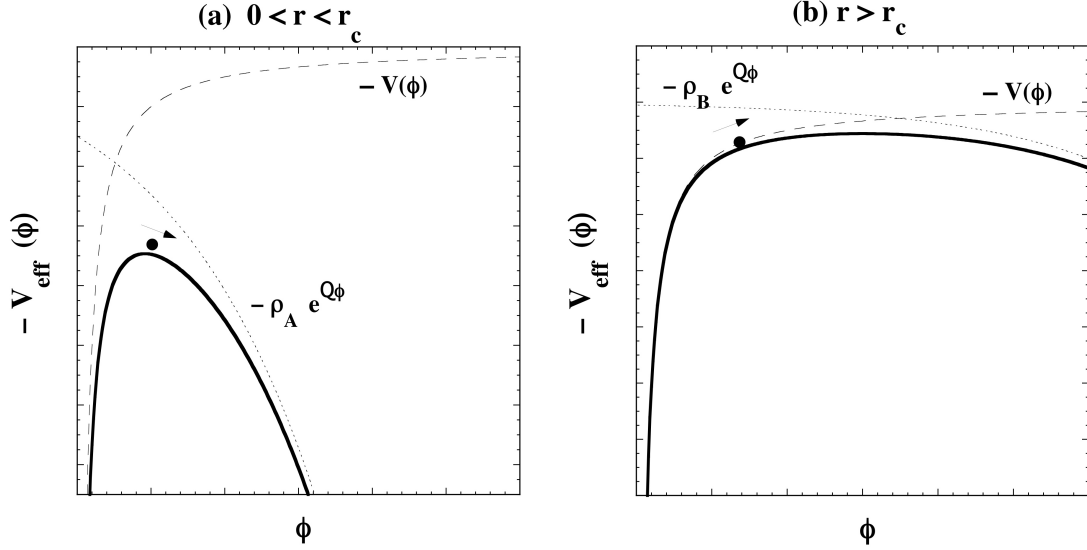 (a) 0 < r < r_c
− V(ϕ)
− ρ_A e^{Qϕ}
− V_eff (ϕ)
ϕ
(b) r > r_c
− ρ_B e^{Qϕ}
− V(ϕ)
− V_eff (ϕ)
ϕ